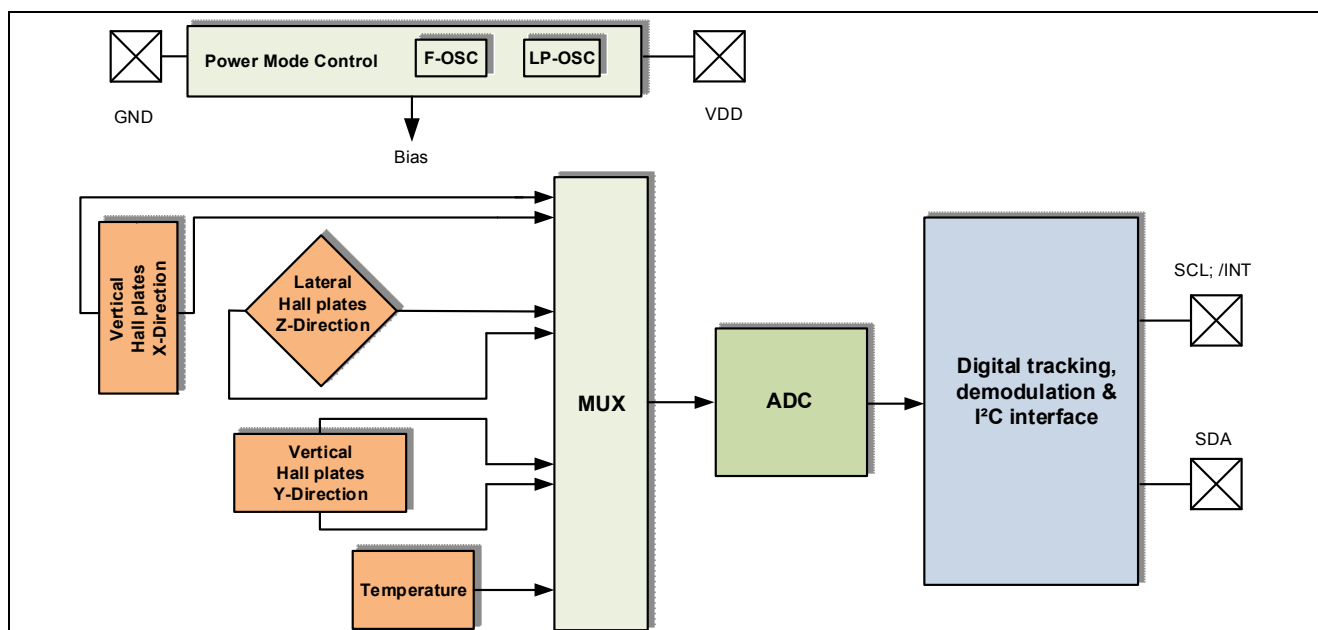 Power Mode Control
F-OSC
LP-OSC
GND
VDD
Bias
Vertical
Hall plates
X-Direction
Lateral
Hall plates
Z-Direction
Vertical
Hall plates
Y-Direction
Temperature
MUX
ADC
Digital tracking,
demodulation &
I²C interface
SCL; /INT
SDA